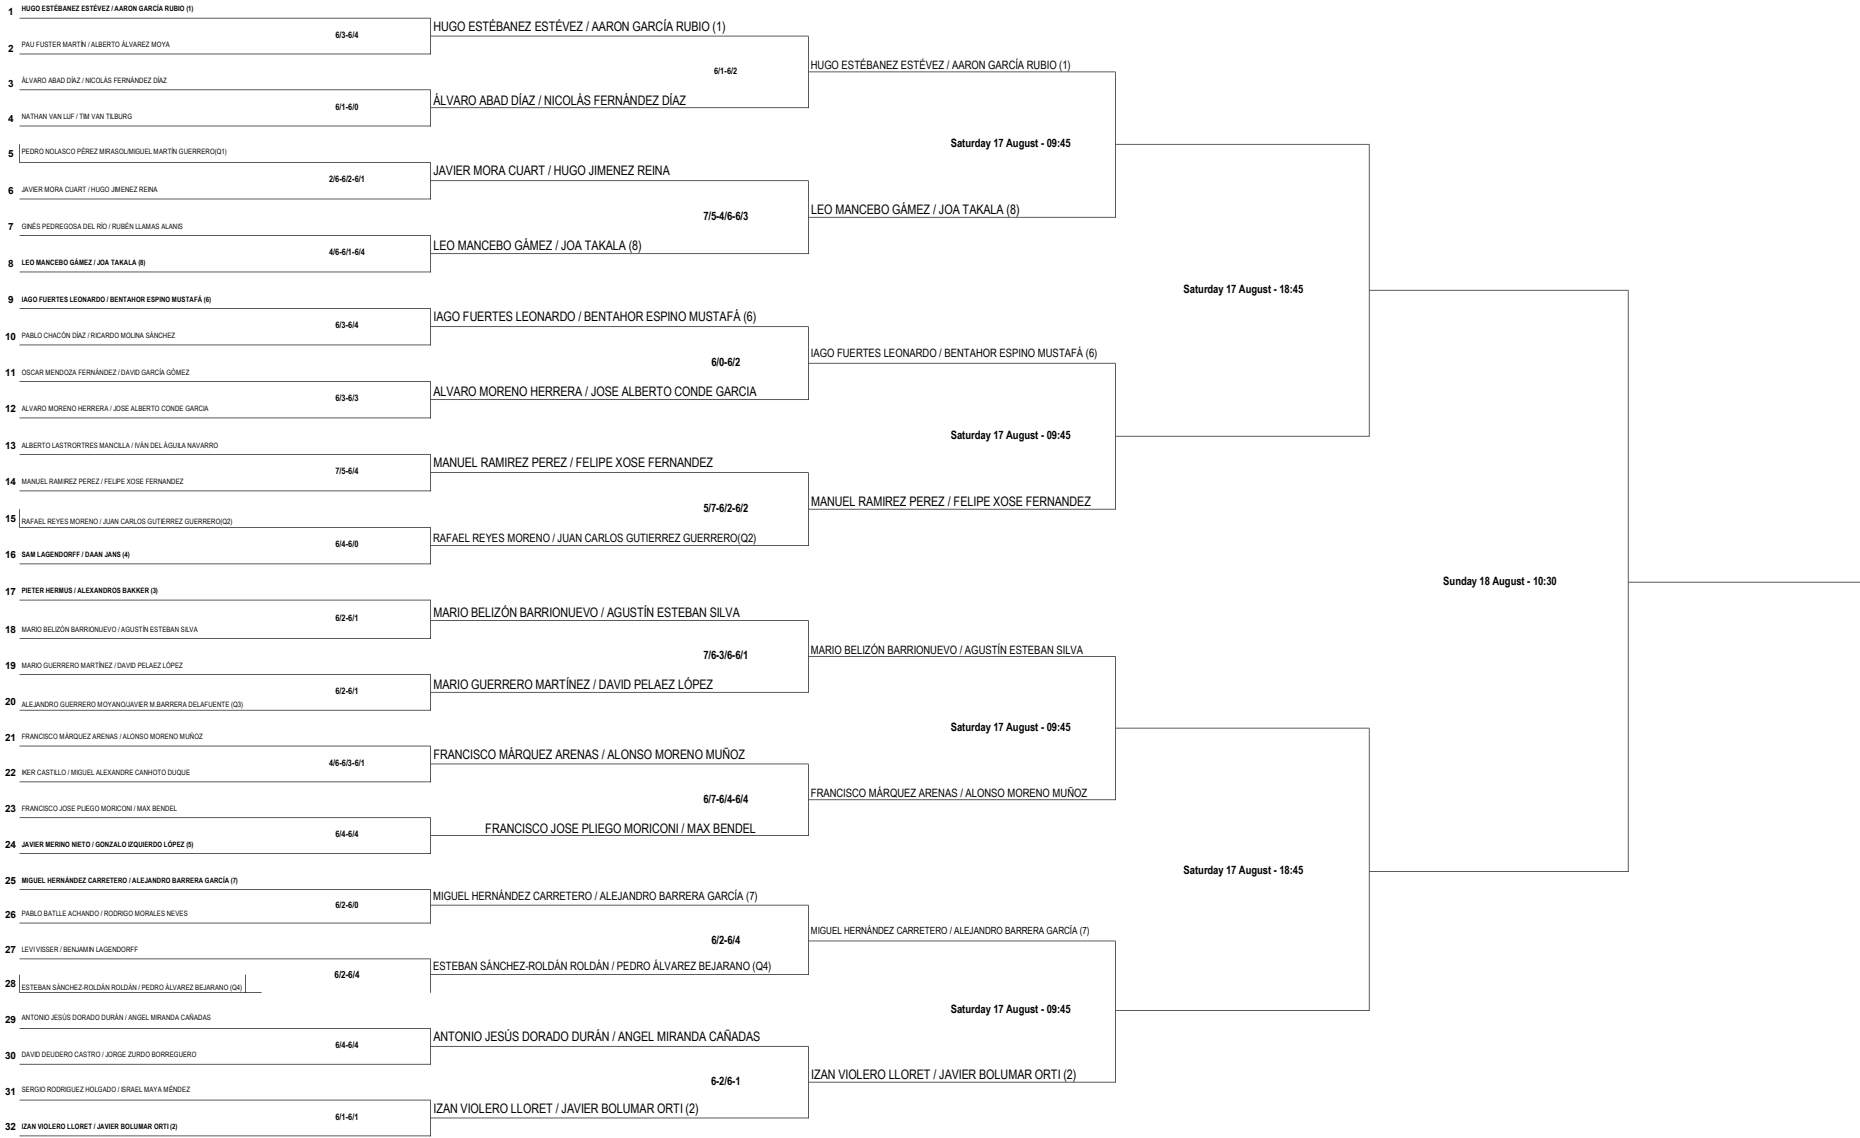 1 HUGO ESTÉBANEZ ESTÉVEZ / AARON GARCÍA RUBIO (1)
HUGO ESTÉBANEZ ESTÉVEZ / AARON GARCÍA RUBIO (1)
6/3-6/4
2 PAU FUSTER MARTÍN / ALBERTO ÁLVAREZ MOYA
HUGO ESTÉBANEZ ESTÉVEZ / AARON GARCÍA RUBIO (1)
6/1-6/2
3 ÁLVARO ABAD DÍAZ / NICOLÁS FERNÁNDEZ DÍAZ
ÁLVARO ABAD DÍAZ / NICOLÁS FERNÁNDEZ DÍAZ
6/1-6/0
4 NATHAN VAN LIJF / TIM VAN TILBURG
Saturday 17 August - 09:45
5 PEDRO NOLASCO PÉREZ MIRASOL/MIGUEL MARTÍN GUERRERO(Q1)
JAVIER MORA CUART / HUGO JIMENEZ REINA
2/6-6/2-6/1
6 JAVIER MORA CUART / HUGO JIMENEZ REINA
7/5-4/6-6/3
LEO MANCEBO GÁMEZ / JOA TAKALA (8)
7 GINÉS PEDREGOSA DEL RÍO / RUBÉN LLAMAS ALANIS
LEO MANCEBO GÁMEZ / JOA TAKALA (8)
4/6-6/1-6/4
8 LEO MANCEBO GÁMEZ / JOA TAKALA (8)
Saturday 17 August - 18:45
9 IAGO FUERTES LEONARDO / BENTAHOR ESPINO MUSTAFÁ (6)
IAGO FUERTES LEONARDO / BENTAHOR ESPINO MUSTAFÁ (6)
6/3-6/4
10 PABLO CHACÓN DÍAZ / RICARDO MOLINA SÁNCHEZ
IAGO FUERTES LEONARDO / BENTAHOR ESPINO MUSTAFÁ (6)
6/0-6/2
11 OSCAR MENDOZA FERNÁNDEZ / DAVID GARCÍA GÓMEZ
ALVARO MORENO HERRERA / JOSE ALBERTO CONDE GARCIA
6/3-6/3
12 ALVARO MORENO HERRERA / JOSE ALBERTO CONDE GARCIA
Saturday 17 August - 09:45
13 ALBERTO LASTRORTRES MANCILLA / IVÁN DEL ÁGUILA NAVARRO
MANUEL RAMIREZ PEREZ / FELIPE XOSE FERNANDEZ
7/5-6/4
14 MANUEL RAMIREZ PEREZ / FELIPE XOSE FERNANDEZ
MANUEL RAMIREZ PEREZ / FELIPE XOSE FERNANDEZ
5/7-6/2-6/2
15 RAFAEL REYES MORENO / JUAN CARLOS GUTIERREZ GUERRERO(Q2)
RAFAEL REYES MORENO / JUAN CARLOS GUTIERREZ GUERRERO(Q2)
6/4-6/0
16 SAM LAGENDORFF / DAAN JANS (4)
Sunday 18 August - 10:30
17 PIETER HERMUS / ALEXANDROS BAKKER (3)
MARIO BELIZÓN BARRIONUEVO / AGUSTÍN ESTEBAN SILVA
6/2-6/1
18 MARIO BELIZÓN BARRIONUEVO / AGUSTÍN ESTEBAN SILVA
MARIO BELIZÓN BARRIONUEVO / AGUSTÍN ESTEBAN SILVA
7/6-3/6-6/1
19 MARIO GUERRERO MARTÍNEZ / DAVID PELAEZ LÓPEZ
MARIO GUERRERO MARTÍNEZ / DAVID PELAEZ LÓPEZ
6/2-6/1
20 ALEJANDRO GUERRERO MOYANO/JAVIER M.BARRERA DELAFUENTE (Q3)
Saturday 17 August - 09:45
21 FRANCISCO MÁRQUEZ ARENAS / ALONSO MORENO MUÑOZ
FRANCISCO MÁRQUEZ ARENAS / ALONSO MORENO MUÑOZ
4/6-6/3-6/1
22 IKER CASTILLO / MIGUEL ALEXANDRE CANHOTO DUQUE
FRANCISCO MÁRQUEZ ARENAS / ALONSO MORENO MUÑOZ
6/7-6/4-6/4
23 FRANCISCO JOSE PLIEGO MORICONI / MAX BENDEL
FRANCISCO JOSE PLIEGO MORICONI / MAX BENDEL
6/4-6/4
24 JAVIER MERINO NIETO / GONZALO IZQUIERDO LÓPEZ (5)
Saturday 17 August - 18:45
25 MIGUEL HERNÁNDEZ CARRETERO / ALEJANDRO BARRERA GARCÍA (7)
MIGUEL HERNÁNDEZ CARRETERO / ALEJANDRO BARRERA GARCÍA (7)
6/2-6/0
26 PABLO BATLLE ACHANDO / RODRIGO MORALES NEVES
MIGUEL HERNÁNDEZ CARRETERO / ALEJANDRO BARRERA GARCÍA (7)
6/2-6/4
27 LEVI VISSER / BENJAMIN LAGENDORFF
ESTEBAN SÁNCHEZ-ROLDÁN ROLDÁN / PEDRO ÁLVAREZ BEJARANO (Q4)
6/2-6/4
28 ESTEBAN SÁNCHEZ-ROLDÁN ROLDÁN / PEDRO ÁLVAREZ BEJARANO (Q4)
Saturday 17 August - 09:45
29 ANTONIO JESÚS DORADO DURÁN / ANGEL MIRANDA CAÑADAS
ANTONIO JESÚS DORADO DURÁN / ANGEL MIRANDA CAÑADAS
6/4-6/4
30 DAVID DEUDERO CASTRO / JORGE ZURDO BORREGUERO
IZAN VIOLERO LLORET / JAVIER BOLUMAR ORTI (2)
6-2/6-1
31 SERGIO RODRIGUEZ HOLGADO / ISRAEL MAYA MÉNDEZ
IZAN VIOLERO LLORET / JAVIER BOLUMAR ORTI (2)
6/1-6/1
32 IZAN VIOLERO LLORET / JAVIER BOLUMAR ORTI (2)